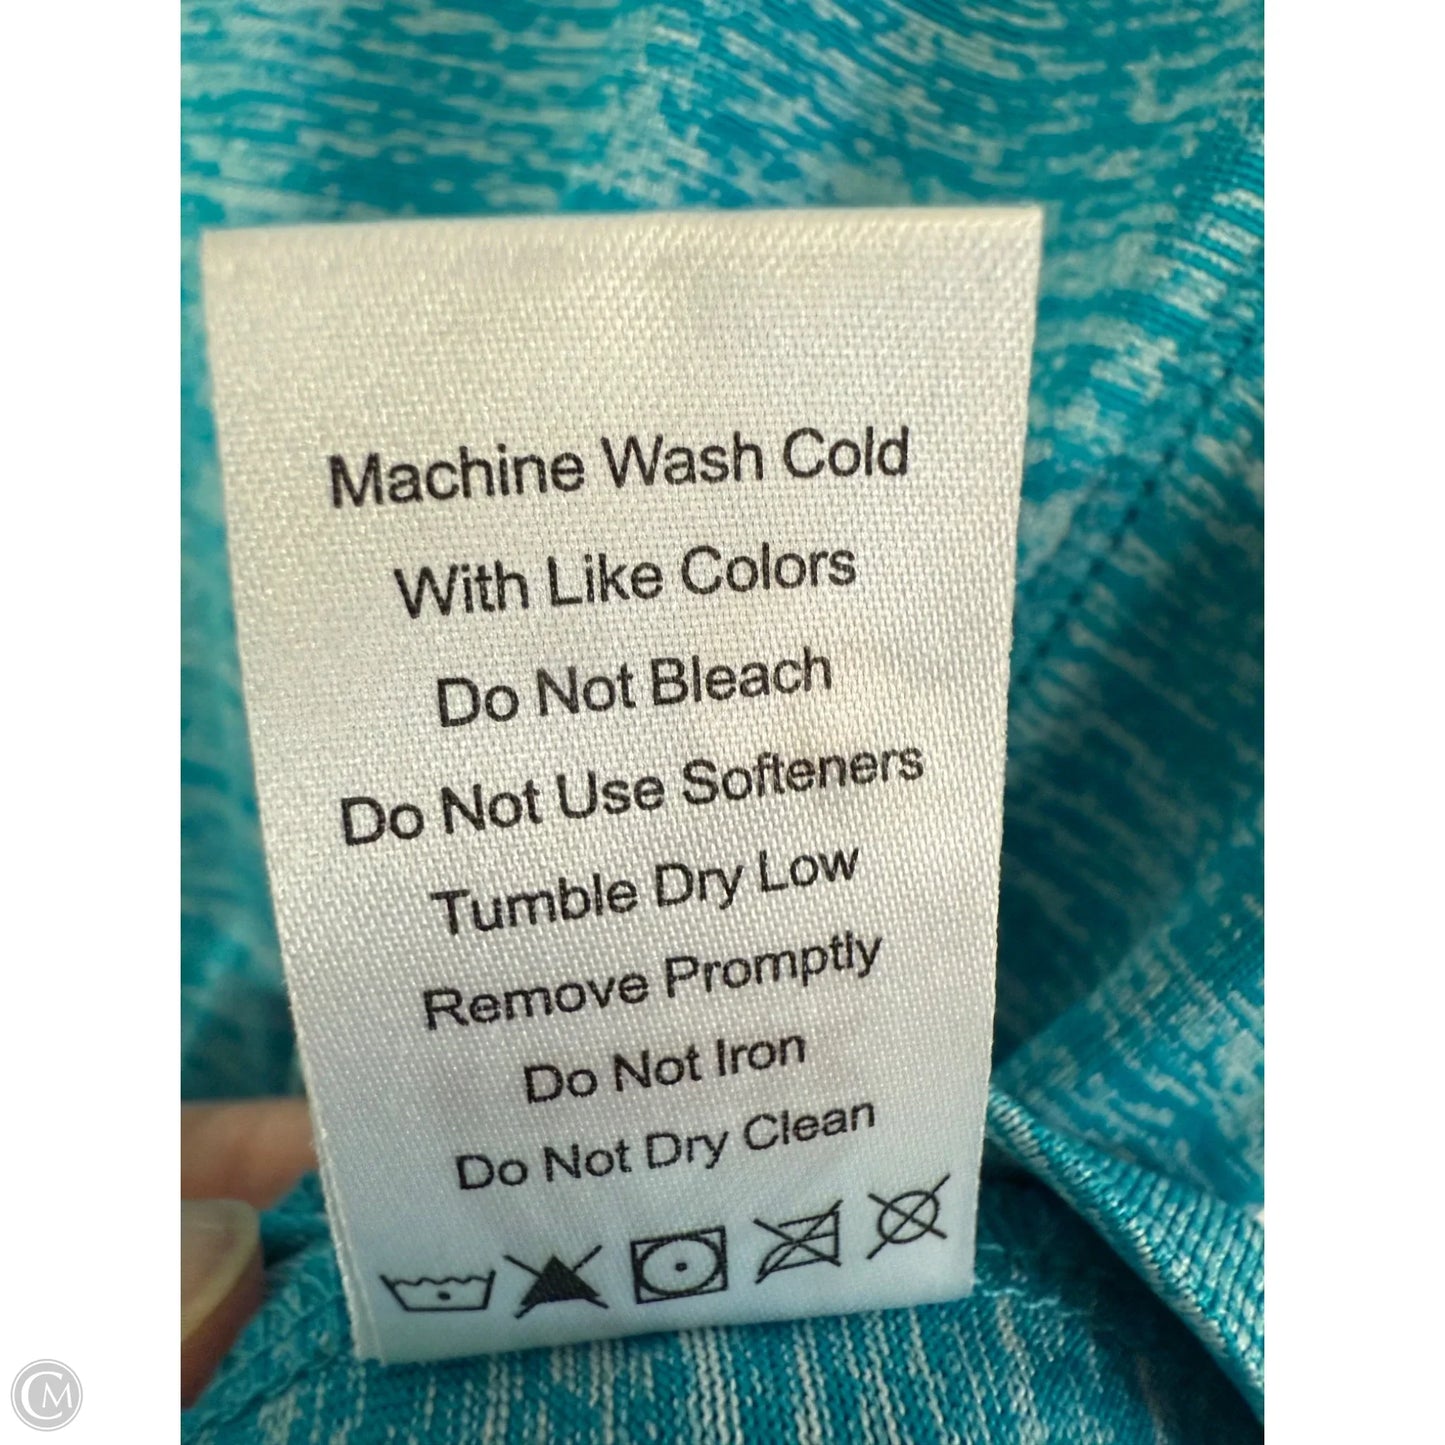 Machine Wash Cold
With Like Colors
Do Not Bleach
Do Not Use Softeners
Tumble Dry Low
Remove Promptly
Do Not Iron
Do Not Dry Clean
CM